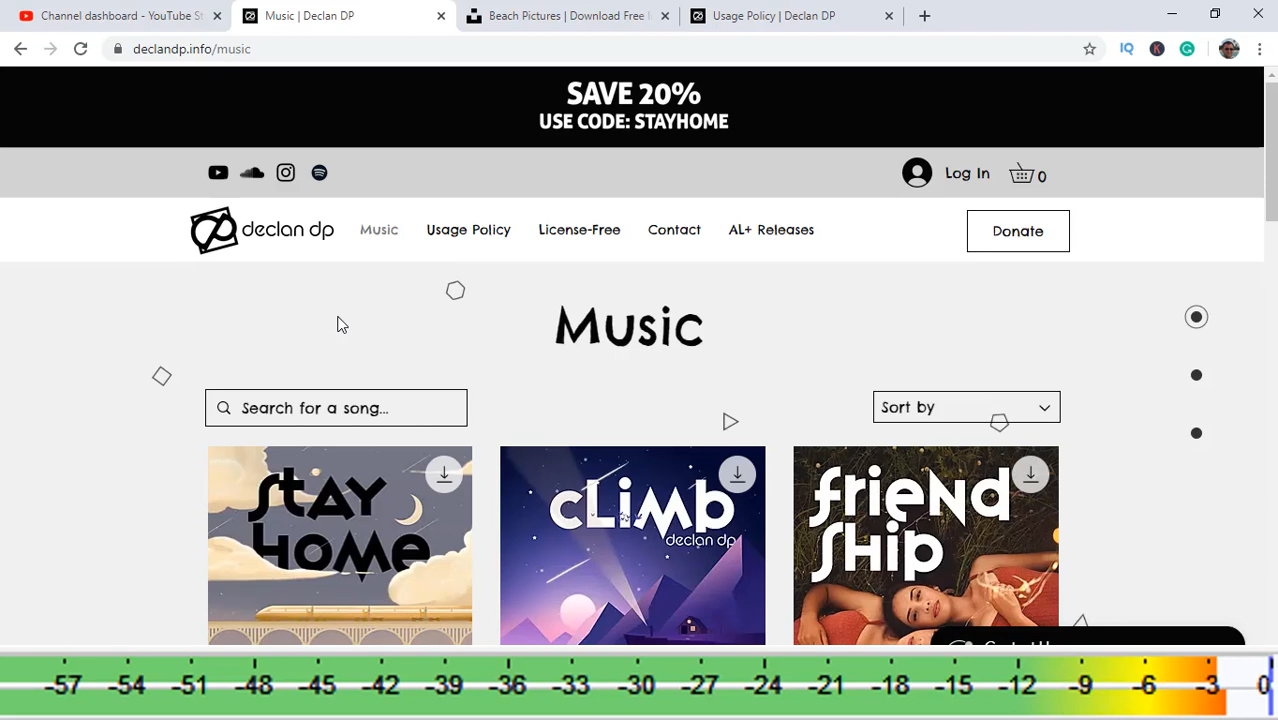 Channel dashboard - YouTube St
Music | Declan DP
Beach Pictures | Download Free I
Usage Policy | Declan DP
declandp.info/music
IQ
K
G
SAVE 20%
USE CODE: STAYHOME
Log In
0
declan dp
Music
Usage Policy
License-Free
Contact
AL+ Releases
Donate
Music
Search for a song...
Sort by
Stay
Home
climb
declan dp
friend
ship
-57 -54 -51 -48 -45 -42 -39 -36 -33 -30 -27 -24 -21 -18 -15 -12 -9 -6 -3 0